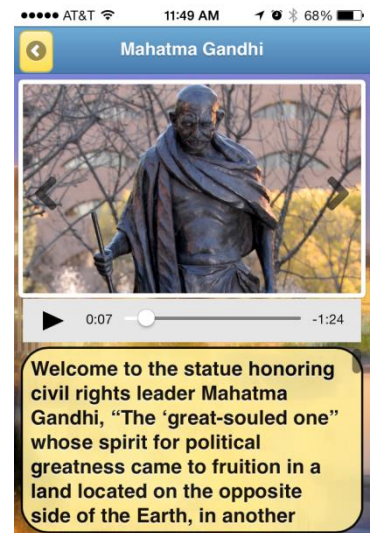 AT&T 11:49 AM 68%
Mahatma Gandhi
0:07 -1:24
Welcome to the statue honoring
civil rights leader Mahatma
Gandhi, “The ‘great-souled one”
whose spirit for political
greatness came to fruition in a
land located on the opposite
side of the Earth, in another